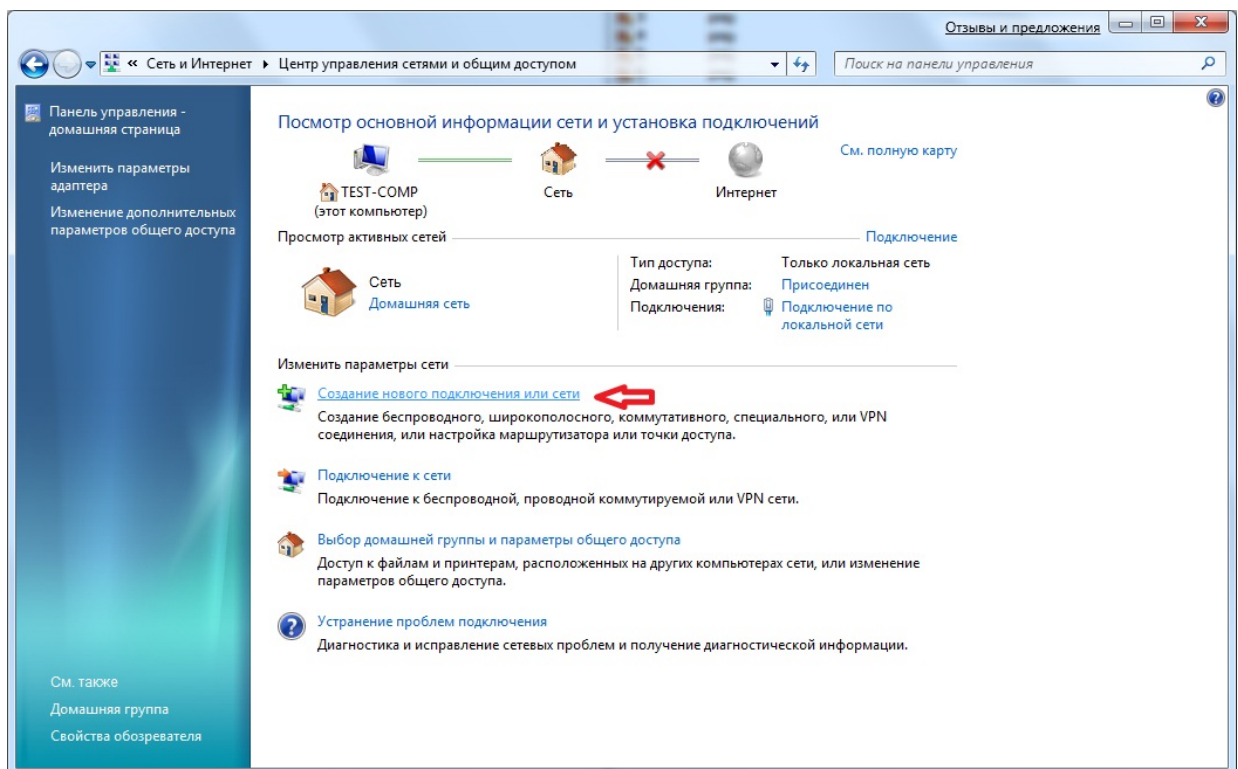 Отзывы и предложения
« Сеть и Интернет ▸ Центр управления сетями и общим доступом
Поиск на панели управления
Панель управления -
домашняя страница
Изменить параметры
адаптера
Изменение дополнительных
параметров общего доступа
См. также
Домашняя группа
Свойства обозревателя
Посмотр основной информации сети и установка подключений
См. полную карту
TEST-COMP
(этот компьютер)
Сеть
Интернет
Просмотр активных сетей
Подключение
Сеть
Домашняя сеть
Тип доступа: Только локальная сеть
Домашняя группа: Присоединен
Подключения: Подключение по
локальной сети
Изменить параметры сети
Создание нового подключения или сети
Создание беспроводного, широкополосного, коммутативного, специального, или VPN
соединения, или настройка маршрутизатора или точки доступа.
Подключение к сети
Подключение к беспроводной, проводной коммутируемой или VPN сети.
Выбор домашней группы и параметры общего доступа
Доступ к файлам и принтерам, расположенных на других компьютерах сети, или изменение
параметров общего доступа.
Устранение проблем подключения
Диагностика и исправление сетевых проблем и получение диагностической информации.